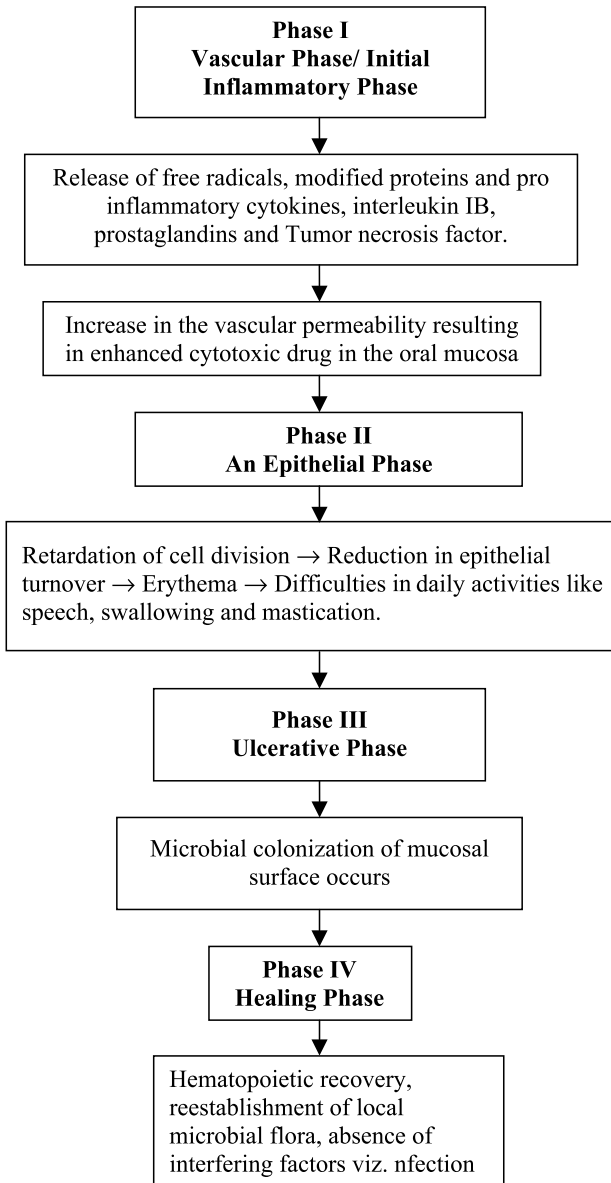 Phase I
Vascular Phase/ Initial
Inflammatory Phase
Release of free radicals, modified proteins and pro
inflammatory cytokines, interleukin IB,
prostaglandins and Tumor necrosis factor.
Increase in the vascular permeability resulting
in enhanced cytotoxic drug in the oral mucosa
Phase II
An Epithelial Phase
Retardation of cell division → Reduction in epithelial
turnover → Erythema → Difficulties in daily activities like
speech, swallowing and mastication.
Phase III
Ulcerative Phase
Microbial colonization of mucosal
surface occurs
Phase IV
Healing Phase
Hematopoietic recovery,
reestablishment of local
microbial flora, absence of
interfering factors viz. nfection